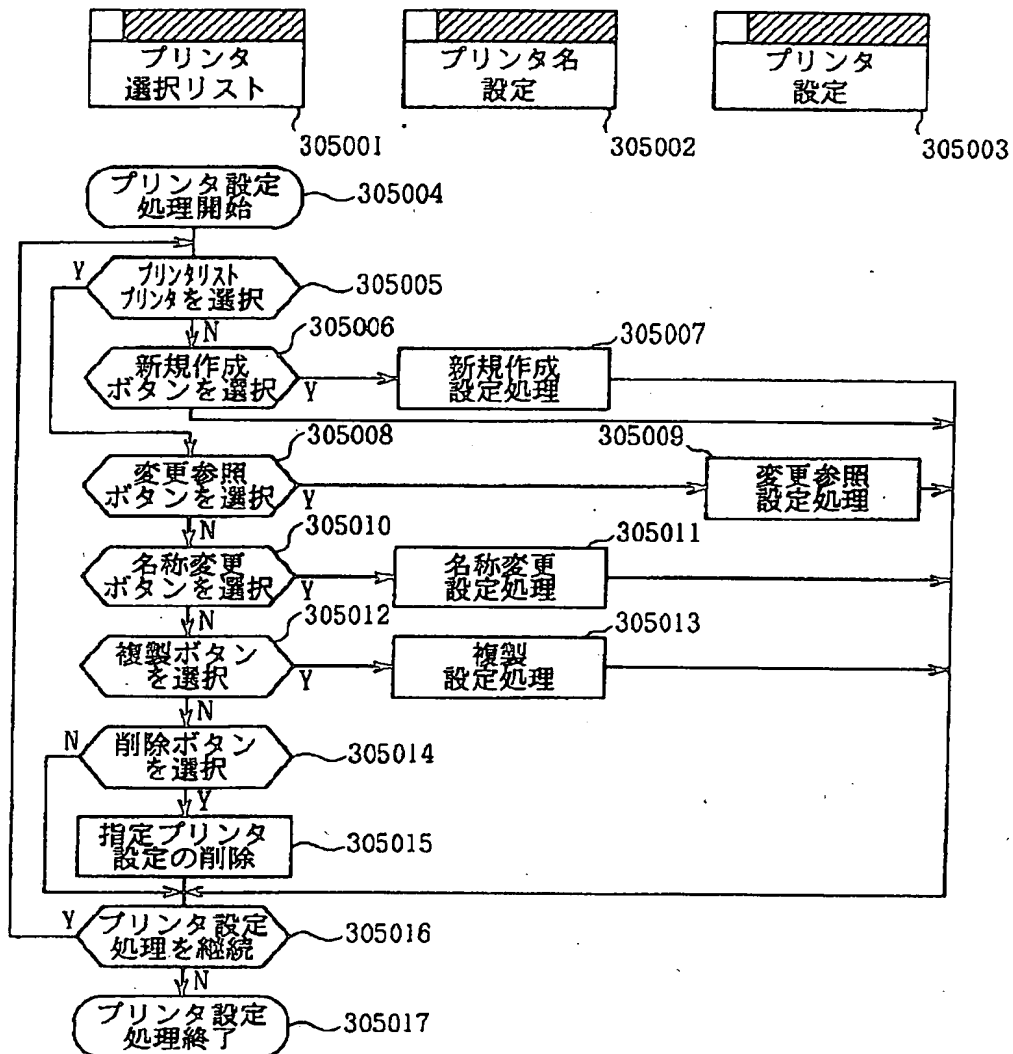 プリンタ
選択リスト
305001
プリンタ名
設定
305002
プリンタ
設定
305003
プリンタ設定
処理開始
305004
Y
プリンタリスト
プリンタを選択
305005
N
305006
新規作成
ボタンを選択
Y
305007
新規作成
設定処理
305008
変更参照
ボタンを選択
Y
305009
変更参照
設定処理
N
305010
名称変更
ボタンを選択
Y
305011
名称変更
設定処理
N
305012
複製ボタン
を選択
Y
305013
複製
設定処理
N
N
削除ボタン
を選択
305014
Y
指定プリンタ
設定の削除
305015
Y
プリンタ設定
処理を継続
305016
N
プリンタ設定
処理終了
305017